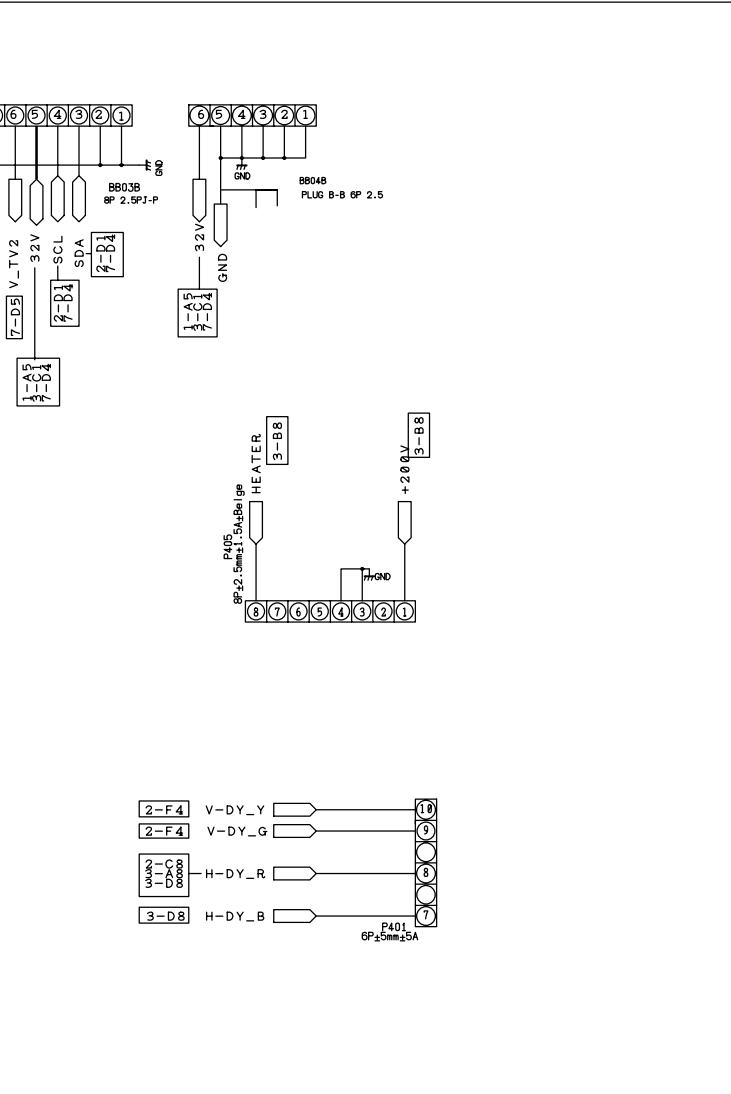 6 5 4 3 2 1
6 5 4 3 2 1
GND
GND
BB03B
8P 2.5PJ-P
BB04B
PLUG B-B 6P 2.5
V_TV2
32V
SCL
SDA
2-D1
7-D4
32V
GND
7-D5
2-D1
7-D4
1-A5
3-C1
7-D4
1-A5
3-C1
7-D4
HEATER
3-B8
+200V
3-B8
P405
8P±2.5mm±1.5A±Beige
GND
8 7 6 5 4 3 2 1
2-F4 V-DY_Y 10
2-F4 V-DY_G 9
2-C8
3-A8
3-D8
H-DY_R 8
3-D8 H-DY_B 7
P401
6P±5mm±5A